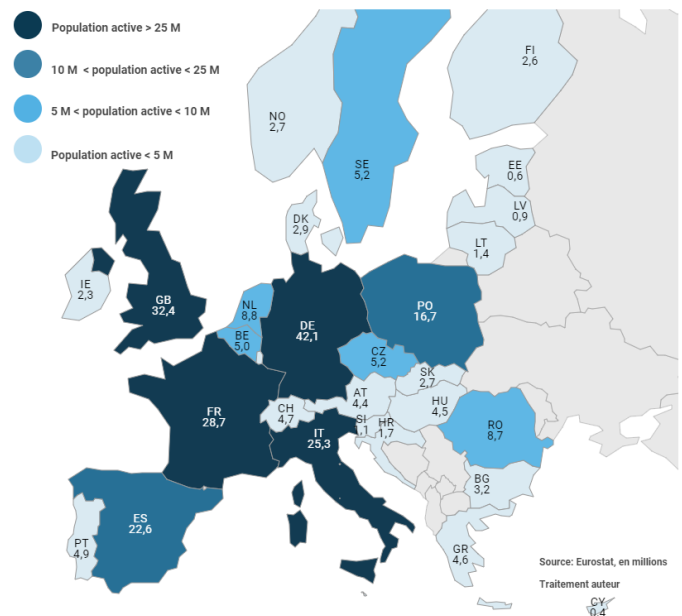 Population active > 25 M
10 M < population active < 25 M
5 M < population active < 10 M
Population active < 5 M
FI
2,6
NO
2,7
SE
5,2
EE
0,6
LV
0,9
DK
2,9
LT
1,4
IE
2,3
GB
32,4
NL
8,8
BE
5,0
DE
42,1
PO
16,7
CZ
5,2
SK
2,7
AT
4,4
HU
4,5
CH
4,7
SI
1,1
HR
1,7
FR
28,7
IT
25,3
RO
8,7
BG
3,2
ES
22,6
PT
4,9
GR
4,6
Source: Eurostat, en millions
Traitement auteur
CY
0,4